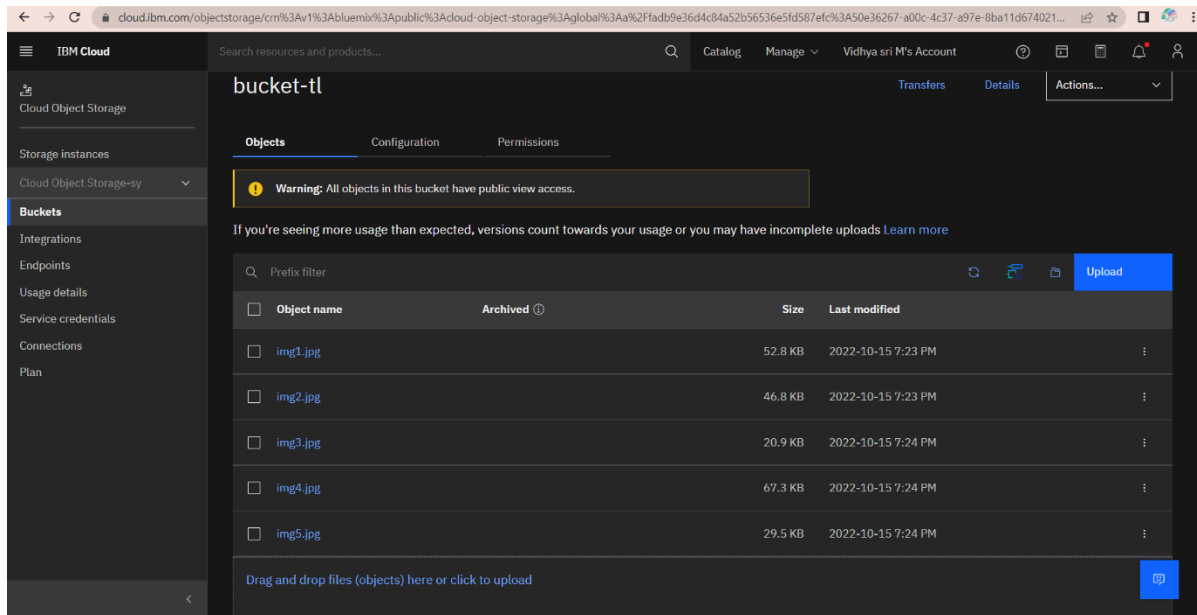 cloud.ibm.com/objectstorage/crn%3Av1%3Abluemix%3Apublic%3Acloud-object-storage%3Aglobal%3Aa%2Ffadb9e36d4c84a52b56536e5fd587efc%3A50e36267-a00c-4c37-a97e-8ba11d674021...
IBM Cloud
Search resources and products...
Catalog
Manage
Vidhya sri M's Account
Cloud Object Storage
Storage instances
Cloud Object Storage-sy
Buckets
Integrations
Endpoints
Usage details
Service credentials
Connections
Plan
bucket-tl
Transfers
Details
Actions...
Objects Configuration Permissions
Warning: All objects in this bucket have public view access.
If you're seeing more usage than expected, versions count towards your usage or you may have incomplete uploads Learn more
Prefix filter
Upload
Object name Archived Size Last modified
img1.jpg 52.8 KB 2022-10-15 7:23 PM
img2.jpg 46.8 KB 2022-10-15 7:23 PM
img3.jpg 20.9 KB 2022-10-15 7:24 PM
img4.jpg 67.3 KB 2022-10-15 7:24 PM
img5.jpg 29.5 KB 2022-10-15 7:24 PM
Drag and drop files (objects) here or click to upload